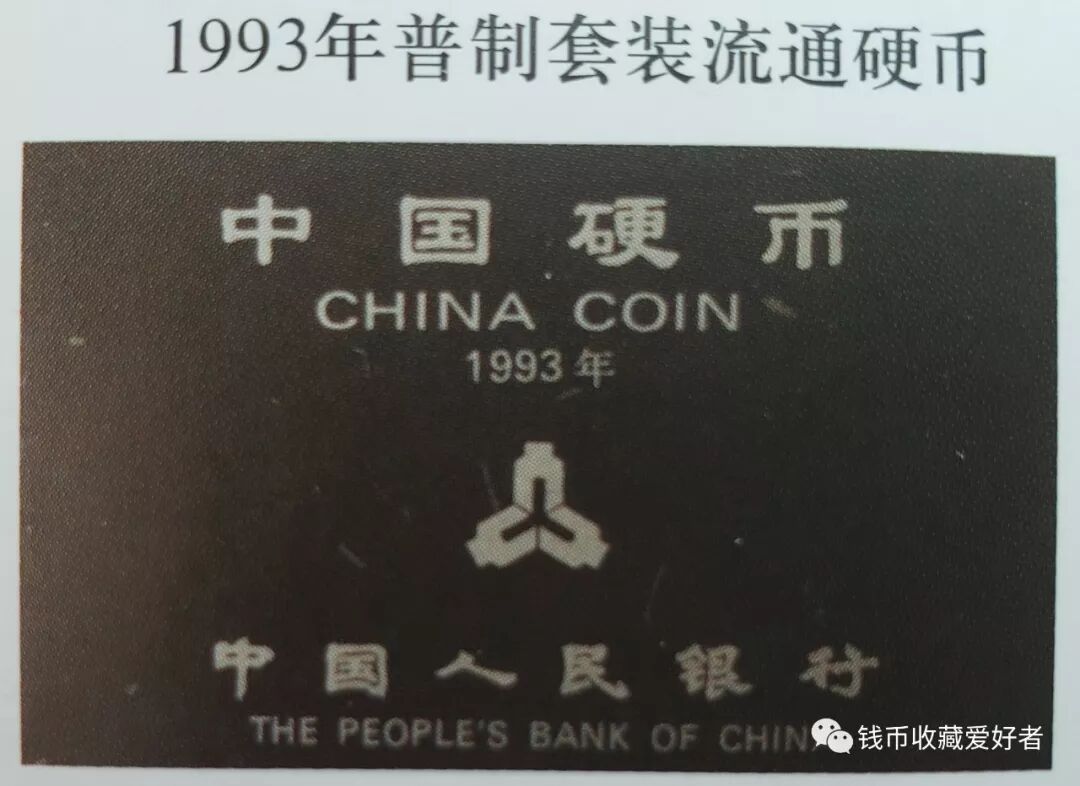 1993年普制套装流通硬币
中国硬币
CHINA COIN
1993年
中国人民银行
THE PEOPLE'S BANK OF CHINA
钱币收藏爱好者